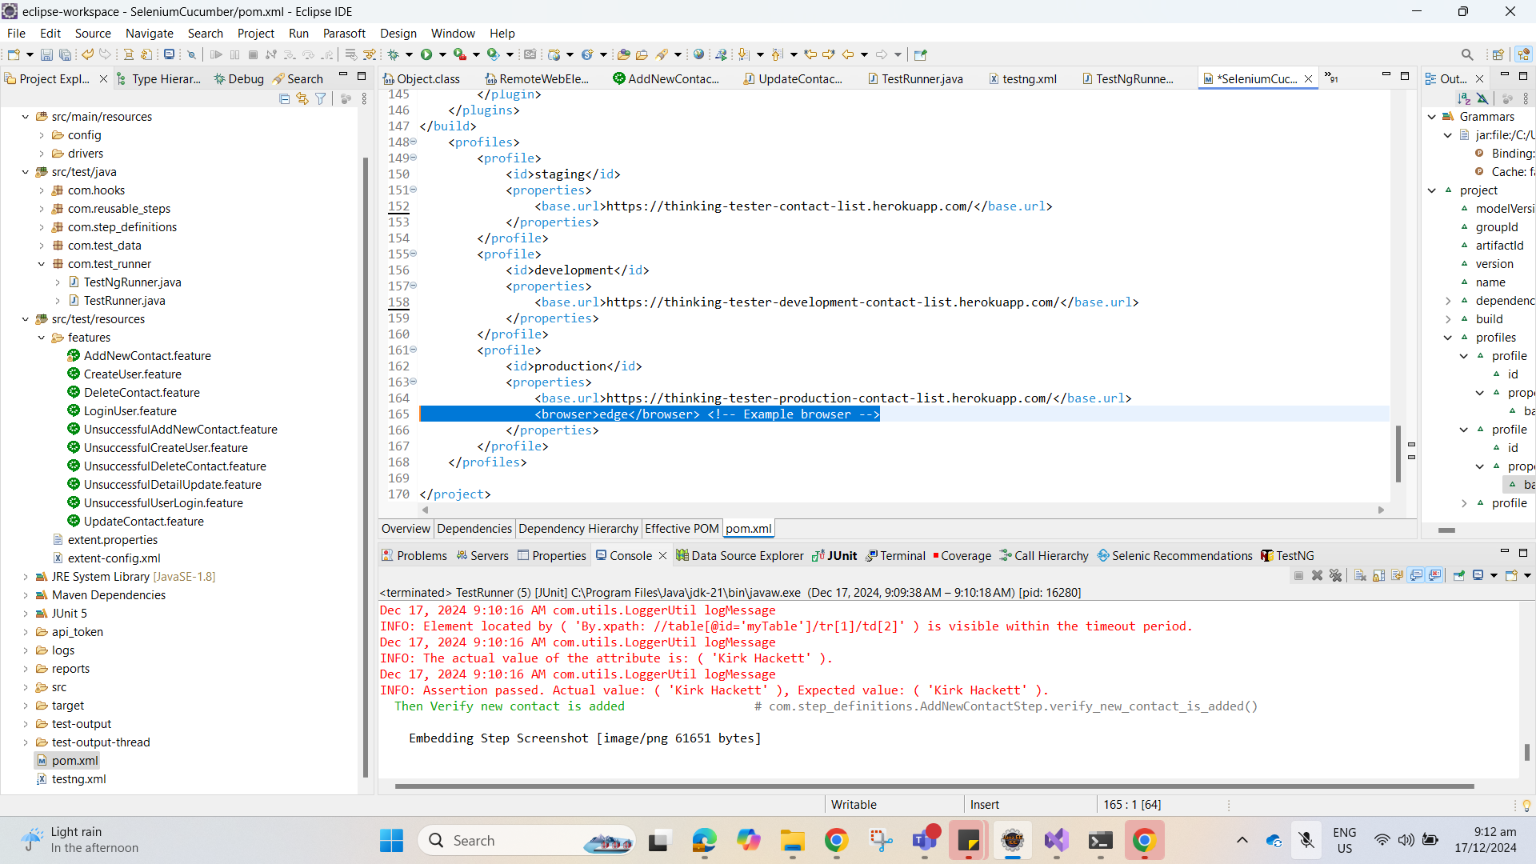 eclipse-workspace - SeleniumCucumber/pom.xml - Eclipse IDE
File Edit Source Navigate Search Project Run Parasoft Design Window Help
Project Expl... Type Hierar... Debug Search
Object.class RemoteWebEle... AddNewContac... UpdateContac... TestRunner.java testng.xml TestNgRunne... *SeleniumCuc... »91
Out...
src/main/resources
config
drivers
src/test/java
com.hooks
com.reusable_steps
com.step_definitions
com.test_data
com.test_runner
TestNgRunner.java
TestRunner.java
src/test/resources
features
AddNewContact.feature
CreateUser.feature
DeleteContact.feature
LoginUser.feature
UnsuccessfulAddNewContact.feature
UnsuccessfulCreateUser.feature
UnsuccessfulDeleteContact.feature
UnsuccessfulDetailUpdate.feature
UnsuccessfulUserLogin.feature
UpdateContact.feature
extent.properties
extent-config.xml
JRE System Library [JavaSE-1.8]
Maven Dependencies
JUnit 5
api_token
logs
reports
src
target
test-output
test-output-thread
pom.xml
testng.xml
145 </plugin>
146 </plugins>
147 </build>
148 <profiles>
149 <profile>
150 <id>staging</id>
151 <properties>
152 <base.url>https://thinking-tester-contact-list.herokuapp.com/</base.url>
153 </properties>
154 </profile>
155 <profile>
156 <id>development</id>
157 <properties>
158 <base.url>https://thinking-tester-development-contact-list.herokuapp.com/</base.url>
159 </properties>
160 </profile>
161 <profile>
162 <id>production</id>
163 <properties>
164 <base.url>https://thinking-tester-production-contact-list.herokuapp.com/</base.url>
165 <browser>edge</browser> <!-- Example browser -->
166 </properties>
167 </profile>
168 </profiles>
169
170 </project>
Overview Dependencies Dependency Hierarchy Effective POM pom.xml
Grammars
jar:file:/C:/U
Binding:
Cache: fa
project
modelVersi
groupId
artifactId
version
name
dependenc
build
profiles
profile
id
prope
ba
profile
id
prope
ba
profile
Problems Servers Properties Console Data Source Explorer JUnit Terminal Coverage Call Hierarchy Selenic Recommendations TestNG
<terminated> TestRunner (5) [JUnit] C:\Program Files\Java\jdk-21\bin\javaw.exe (Dec 17, 2024, 9:09:38 AM – 9:10:18 AM) [pid: 16280]
Dec 17, 2024 9:10:16 AM com.utils.LoggerUtil logMessage
INFO: Element located by ( 'By.xpath: //table[@id='myTable']/tr[1]/td[2]' ) is visible within the timeout period.
Dec 17, 2024 9:10:16 AM com.utils.LoggerUtil logMessage
INFO: The actual value of the attribute is: ( 'Kirk Hackett' ).
Dec 17, 2024 9:10:16 AM com.utils.LoggerUtil logMessage
INFO: Assertion passed. Actual value: ( 'Kirk Hackett' ), Expected value: ( 'Kirk Hackett' ).
Then Verify new contact is added # com.step_definitions.AddNewContactStep.verify_new_contact_is_added()
Embedding Step Screenshot [image/png 61651 bytes]
Writable Insert 165 : 1 [64]
Light rain
In the afternoon
Search
ENG
US
9:12 am
17/12/2024